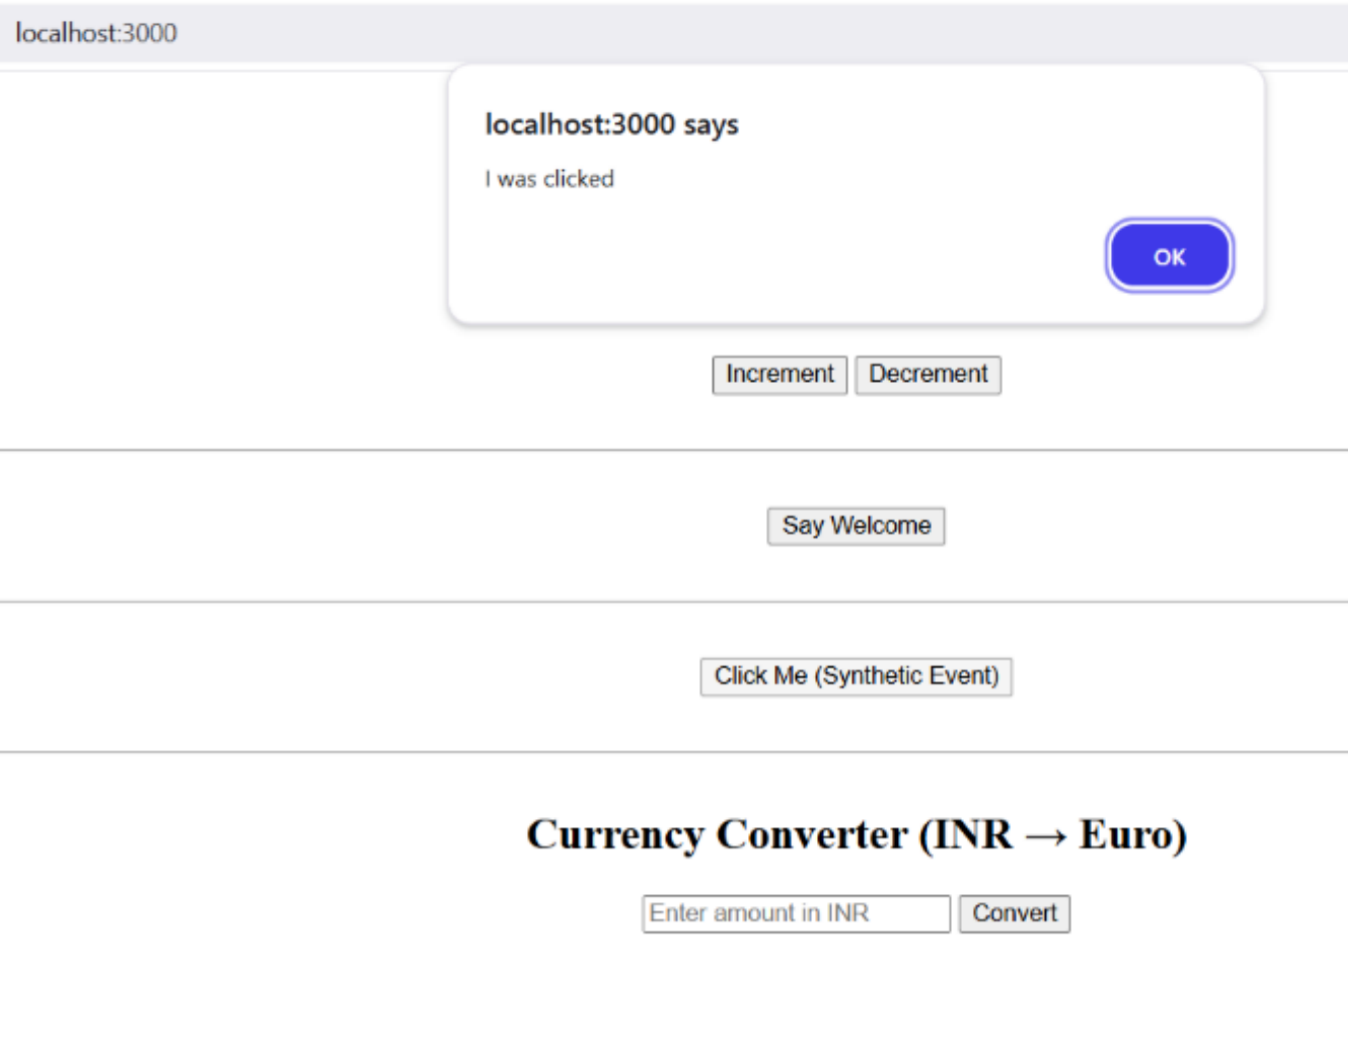 localhost:3000
localhost:3000 says
I was clicked
OK
Increment Decrement
Say Welcome
Click Me (Synthetic Event)
Currency Converter (INR → Euro)
Enter amount in INR Convert